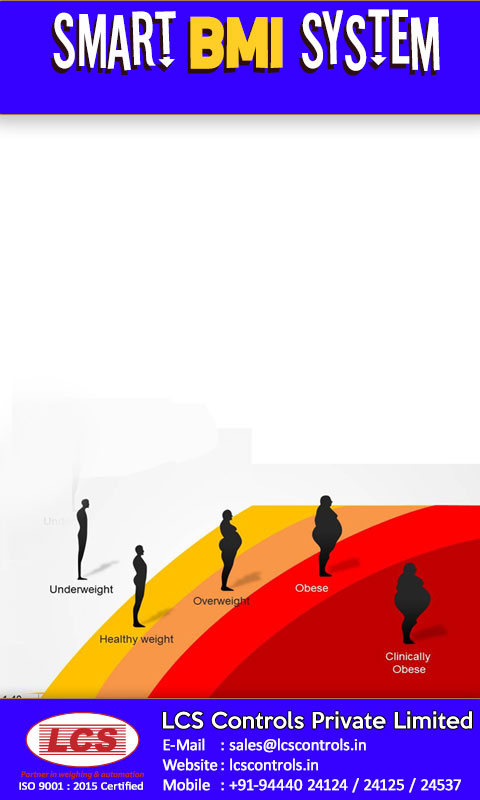 SMART BMI SYSTEM
Unde
Underweight
Healthy weight
Overweight
Obese
Clinically
Obese
LCS
Partner in weighing & automation
ISO 9001 : 2015 Certified
LCS Controls Private Limited
E-Mail : sales@lcscontrols.in
Website : lcscontrols.in
Mobile : +91-94440 24124 / 24125 / 24537